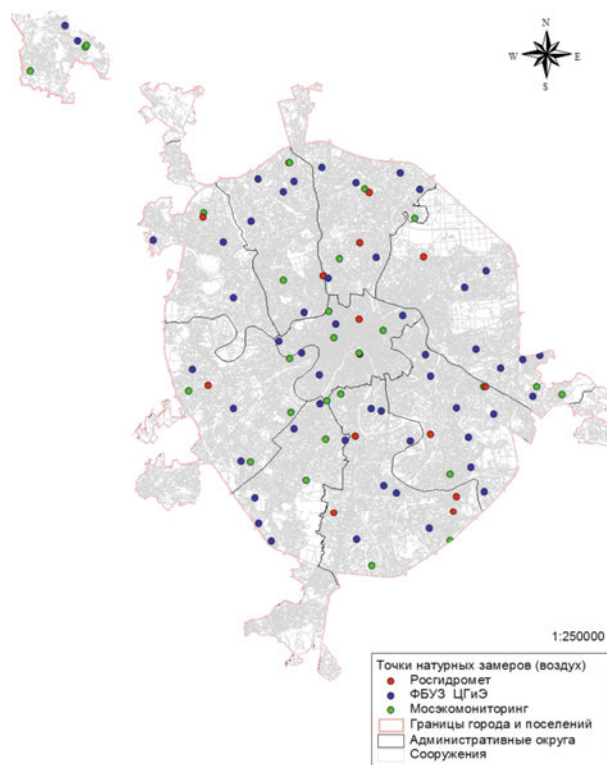 N
W E
S
1:250000
Точки натурных замеров (воздух)
Росгидромет
ФБУЗ ЦГиЭ
Мосэкомониторинг
Границы города и поселений
Административные округа
Сооружения